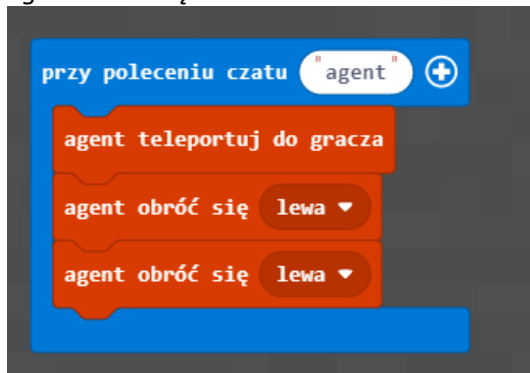 przy poleceniu czatu "agent"
agent teleportuj do gracza
agent obróć się lewa
agent obróć się lewa